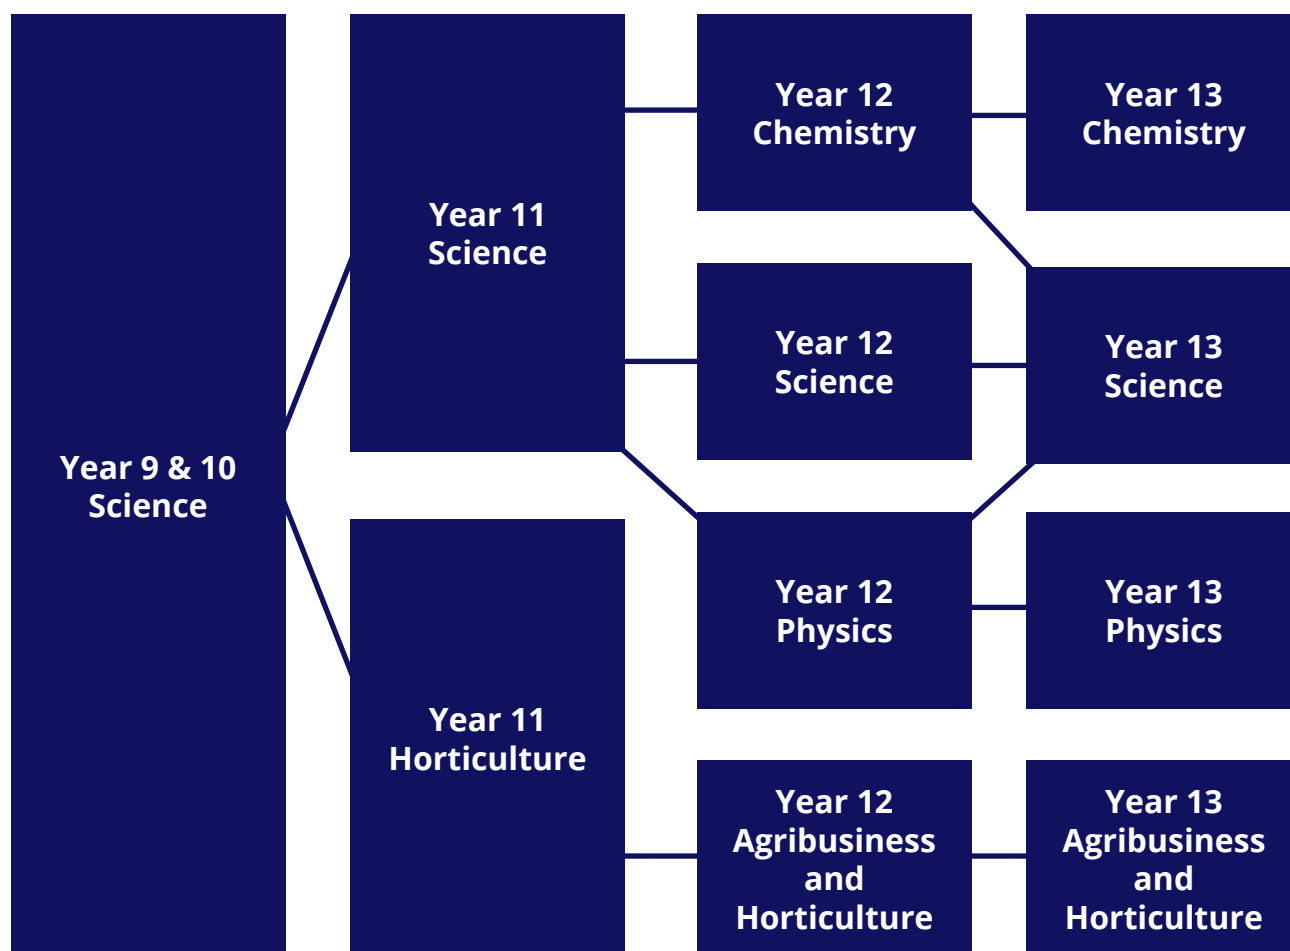 Year 9 & 10
Science
Year 11
Science
Year 11
Horticulture
Year 12
Chemistry
Year 12
Science
Year 12
Physics
Year 12
Agribusiness
and
Horticulture
Year 13
Chemistry
Year 13
Science
Year 13
Physics
Year 13
Agribusiness
and
Horticulture